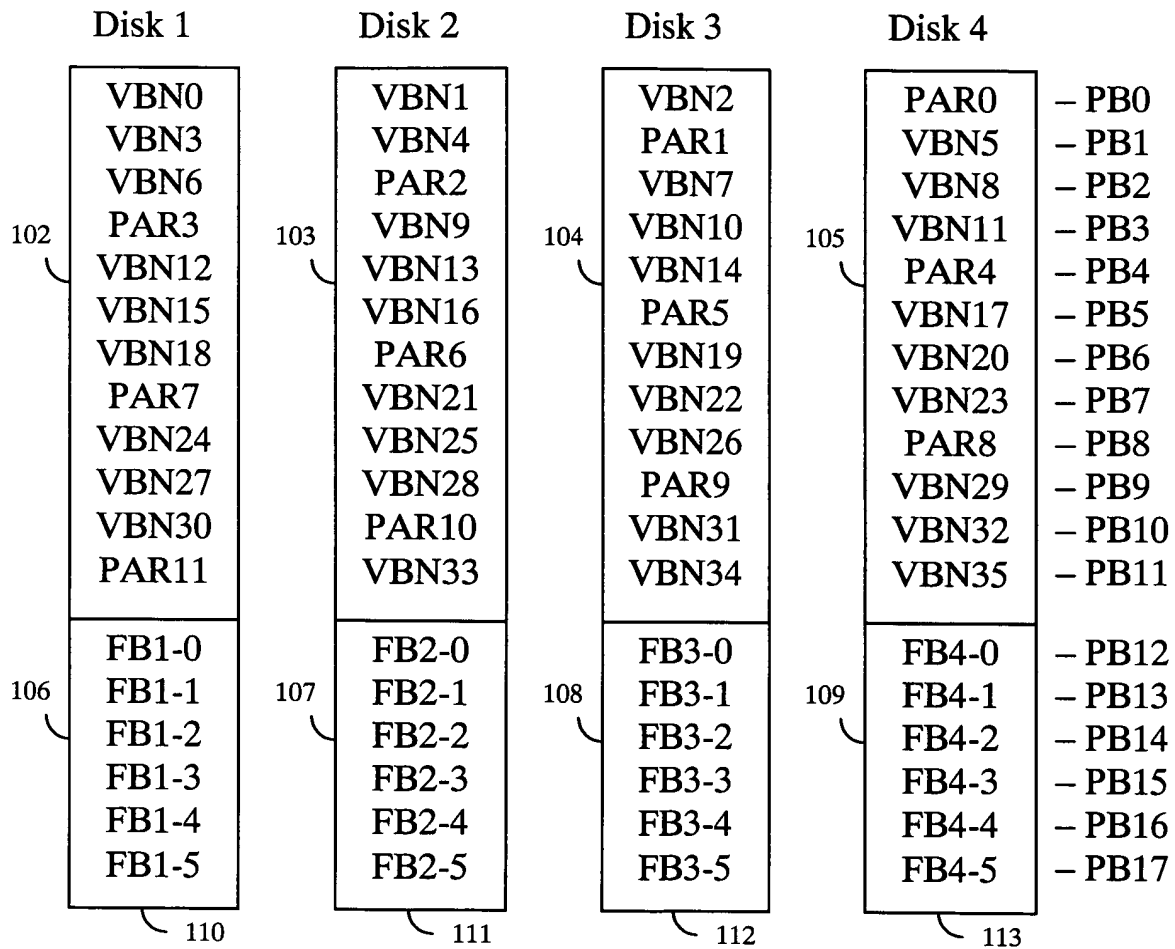 Disk 1 Disk 2 Disk 3 Disk 4
VBN0 VBN1 VBN2 PAR0 – PB0
VBN3 VBN4 PAR1 VBN5 – PB1
VBN6 PAR2 VBN7 VBN8 – PB2
102 PAR3 103 VBN9 104 VBN10 105 VBN11 – PB3
VBN12 VBN13 VBN14 PAR4 – PB4
VBN15 VBN16 PAR5 VBN17 – PB5
VBN18 PAR6 VBN19 VBN20 – PB6
PAR7 VBN21 VBN22 VBN23 – PB7
VBN24 VBN25 VBN26 PAR8 – PB8
VBN27 VBN28 PAR9 VBN29 – PB9
VBN30 PAR10 VBN31 VBN32 – PB10
PAR11 VBN33 VBN34 VBN35 – PB11
FB1-0 FB2-0 FB3-0 FB4-0 – PB12
106 FB1-1 107 FB2-1 108 FB3-1 109 FB4-1 – PB13
FB1-2 FB2-2 FB3-2 FB4-2 – PB14
FB1-3 FB2-3 FB3-3 FB4-3 – PB15
FB1-4 FB2-4 FB3-4 FB4-4 – PB16
FB1-5 FB2-5 FB3-5 FB4-5 – PB17
110 111 112 113